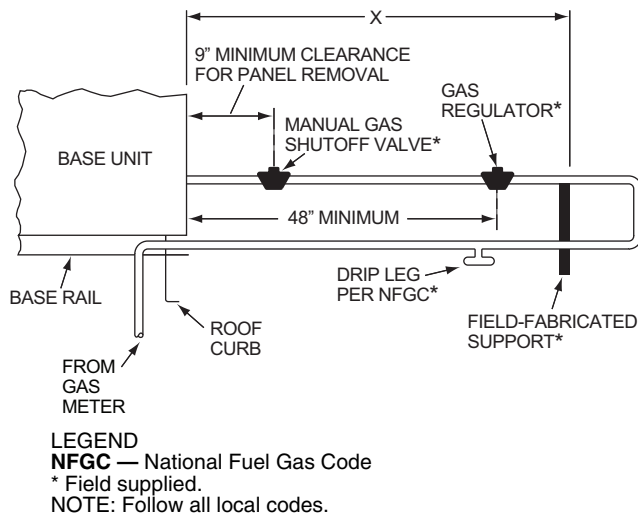 X
9” MINIMUM CLEARANCE
FOR PANEL REMOVAL
GAS
REGULATOR*
MANUAL GAS
SHUTOFF VALVE*
BASE UNIT
48” MINIMUM
BASE RAIL
DRIP LEG
PER NFGC*
FIELD-FABRICATED
SUPPORT*
ROOF
CURB
FROM
GAS
METER
LEGEND
NFGC — National Fuel Gas Code
* Field supplied.
NOTE: Follow all local codes.